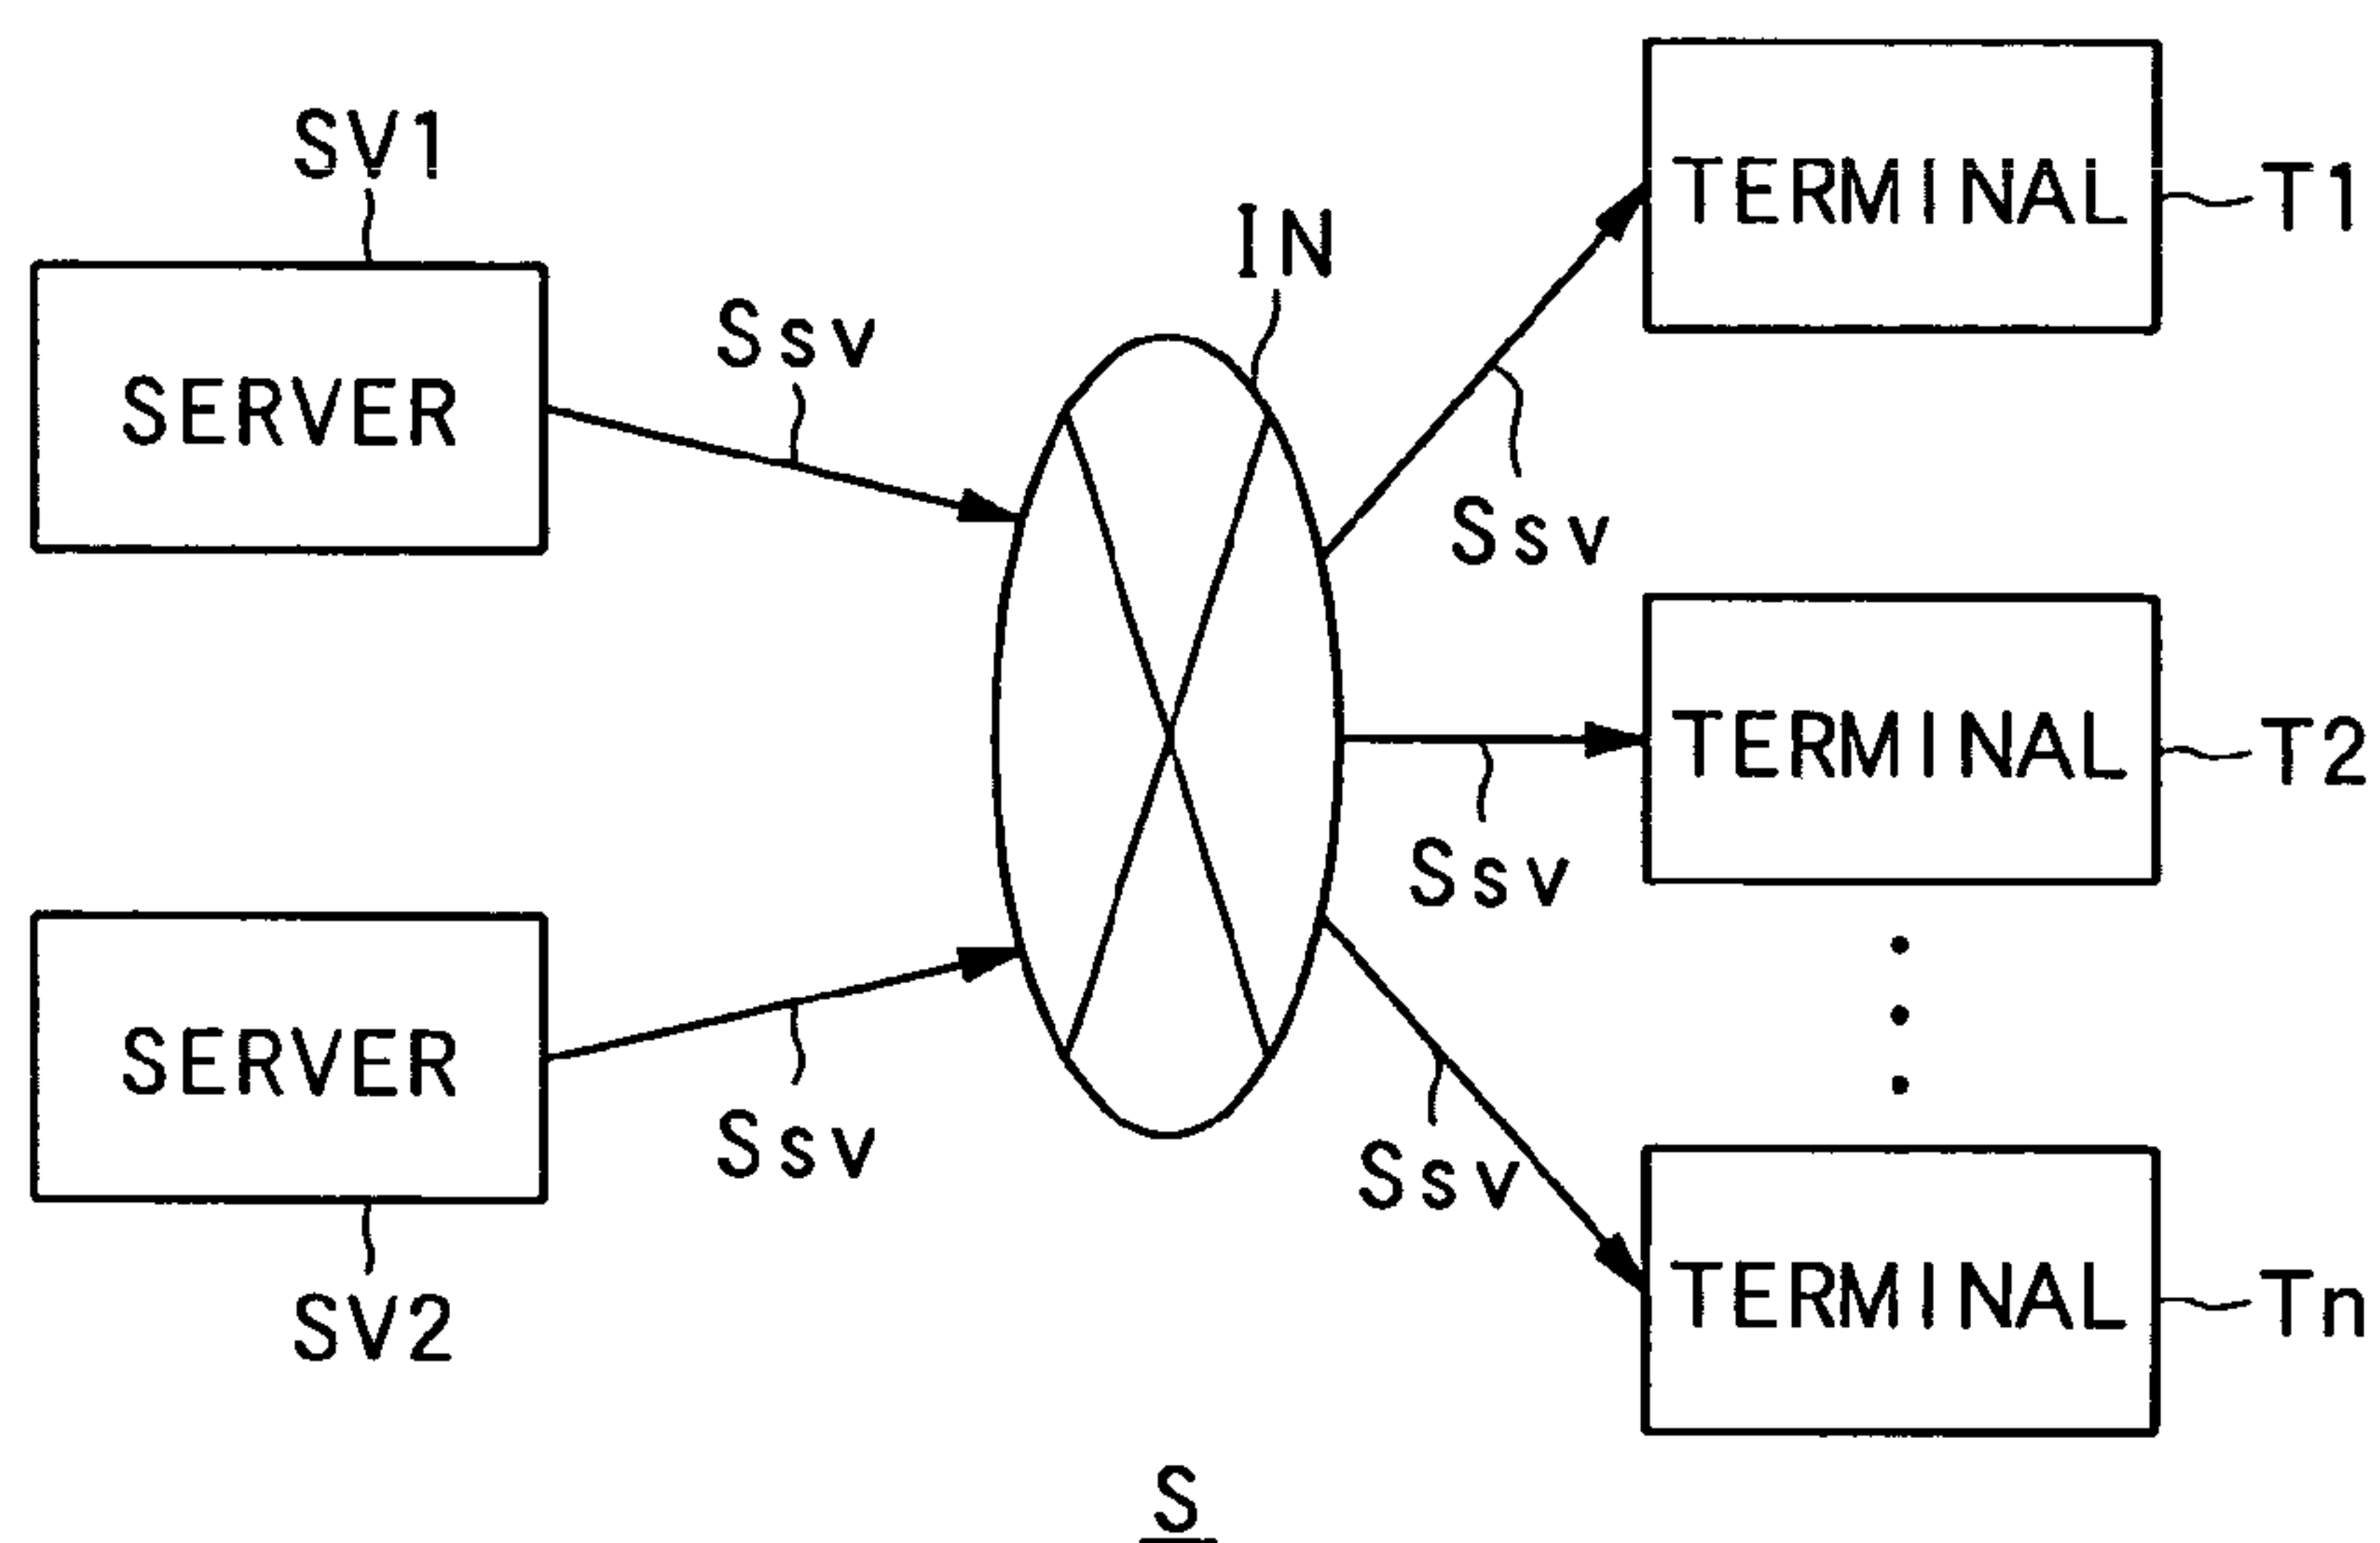 SV1
SERVER
Ssv
IN
TERMINAL
T1
Ssv
TERMINAL
T2
Ssv
SERVER
SV2
Ssv
Ssv
TERMINAL
Tn
S